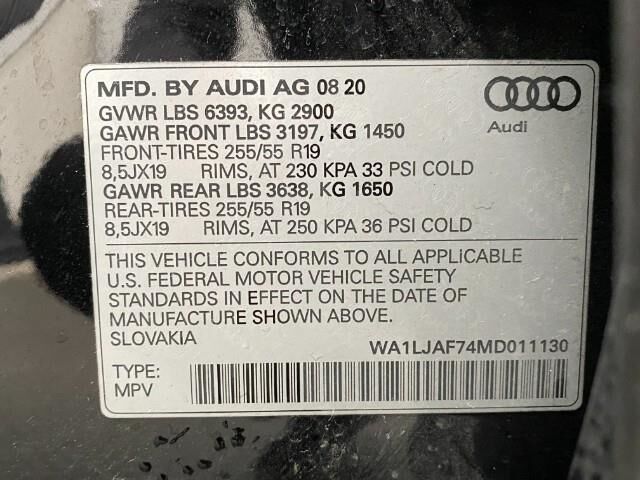 MFD. BY AUDI AG 08 20
GVWR LBS 6393, KG 2900
GAWR FRONT LBS 3197, KG 1450
FRONT-TIRES 255/55 R19
8,5JX19 RIMS, AT 230 KPA 33 PSI COLD
GAWR REAR LBS 3638, KG 1650
REAR-TIRES 255/55 R19
8,5JX19 RIMS, AT 250 KPA 36 PSI COLD
Audi
THIS VEHICLE CONFORMS TO ALL APPLICABLE
U.S. FEDERAL MOTOR VEHICLE SAFETY
STANDARDS IN EFFECT ON THE DATE OF
MANUFACTURE SHOWN ABOVE.
SLOVAKIA
WA1LJAF74MD011130
TYPE:
MPV